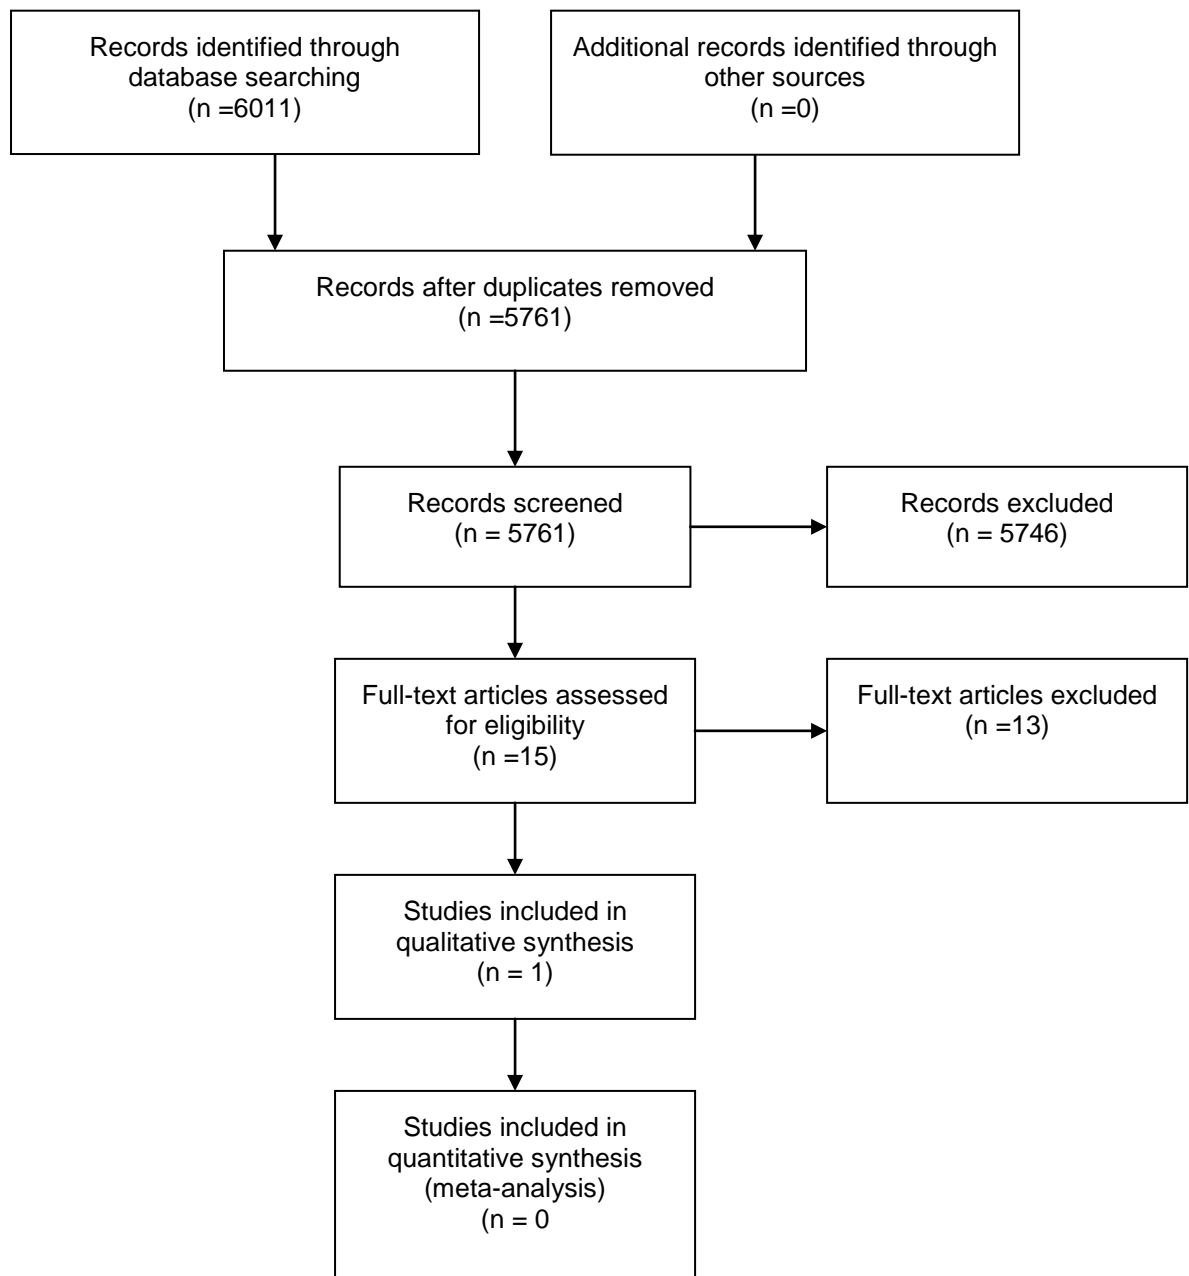 Records identified through
database searching
(n =6011)
Additional records identified through
other sources
(n =0)
Records after duplicates removed
(n =5761)
Records screened
(n = 5761)
Records excluded
(n = 5746)
Full-text articles assessed
for eligibility
(n =15)
Full-text articles excluded
(n =13)
Studies included in
qualitative synthesis
(n = 1)
Studies included in
quantitative synthesis
(meta-analysis)
(n = 0